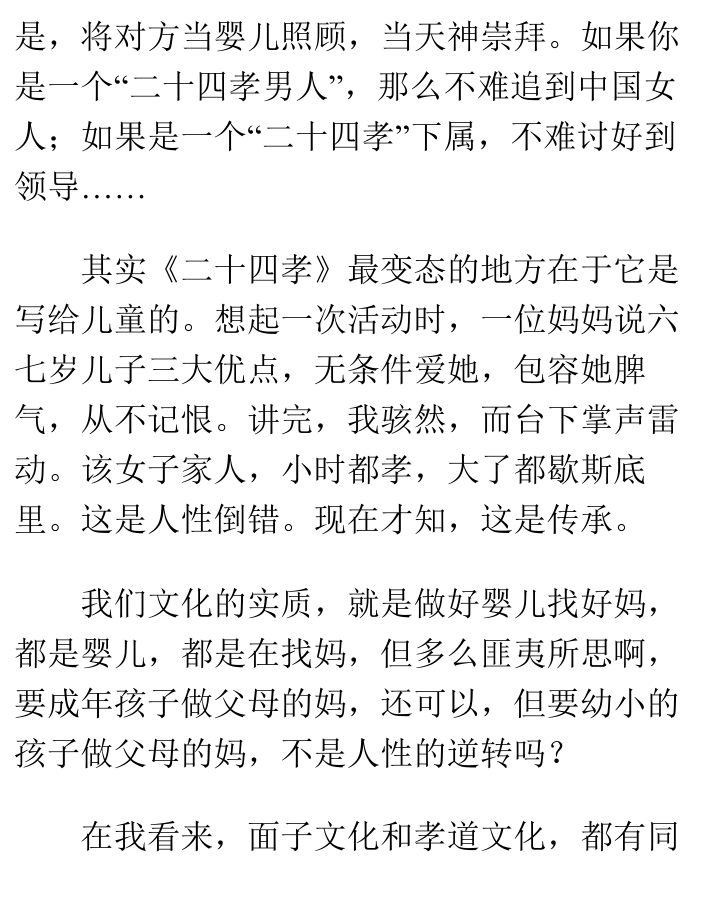 是，将对方当婴儿照顾，当天神崇拜。如果你
是一个“二十四孝男人”，那么不难追到中国女
人；如果是一个“二十四孝”下属，不难讨好到
领导……
其实《二十四孝》最变态的地方在于它是
写给儿童的。想起一次活动时，一位妈妈说六
七岁儿子三大优点，无条件爱她，包容她脾
气，从不记恨。讲完，我骇然，而台下掌声雷
动。该女子家人，小时都孝，大了都歇斯底
里。这是人性倒错。现在才知，这是传承。
我们文化的实质，就是做好婴儿找好妈，
都是婴儿，都是在找妈，但多么匪夷所思啊，
要成年孩子做父母的妈，还可以，但要幼小的
孩子做父母的妈，不是人性的逆转吗？
在我看来，面子文化和孝道文化，都有同